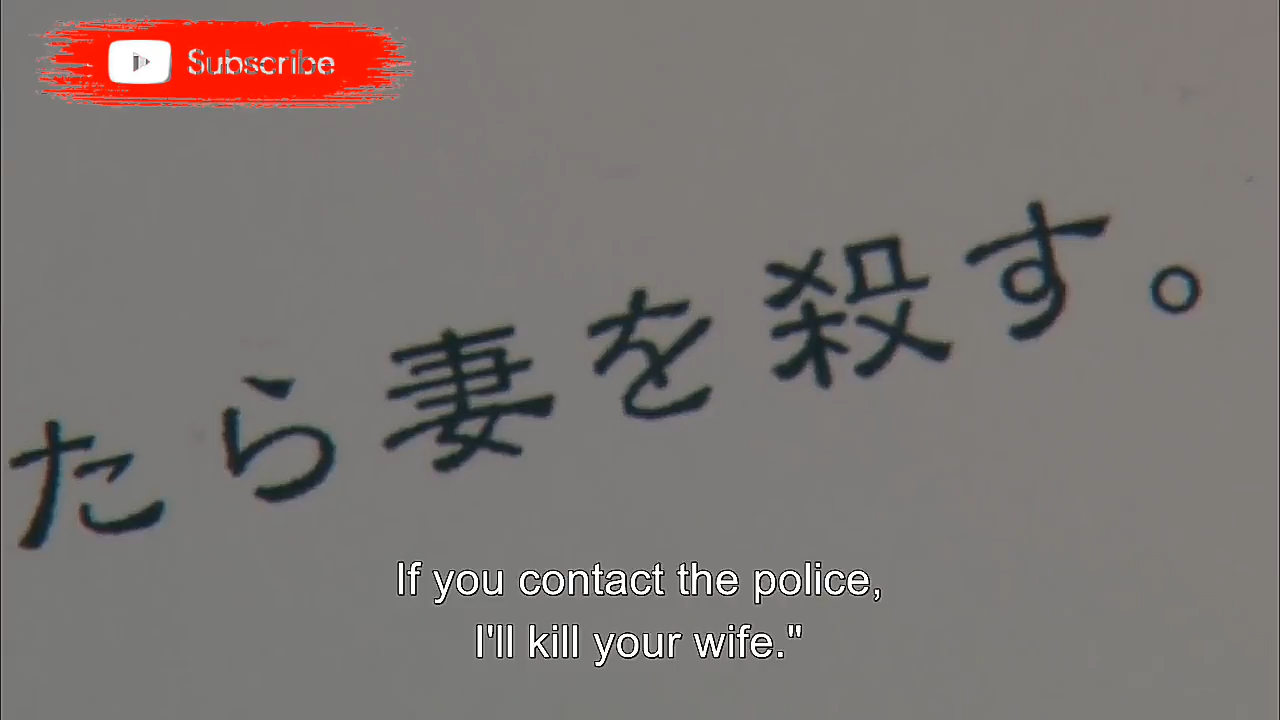 Subscribe
たら妻を殺す。
If you contact the police,
I'll kill your wife."